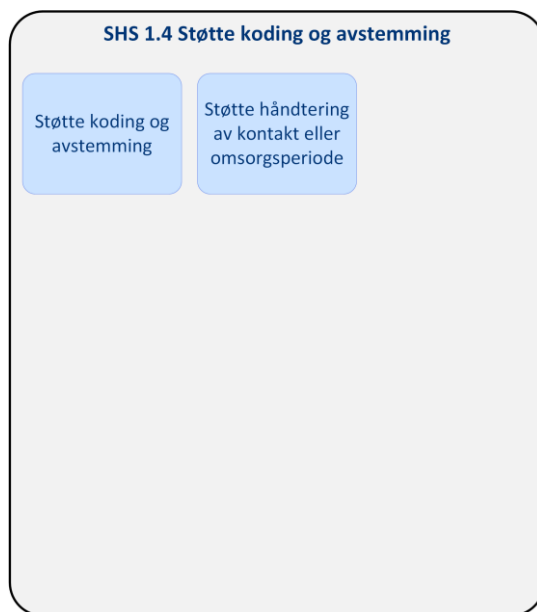 SHS 1.4 Støtte koding og avstemming
Støtte koding og
avstemming
Støtte håndtering
av kontakt eller
omsorgsperiode